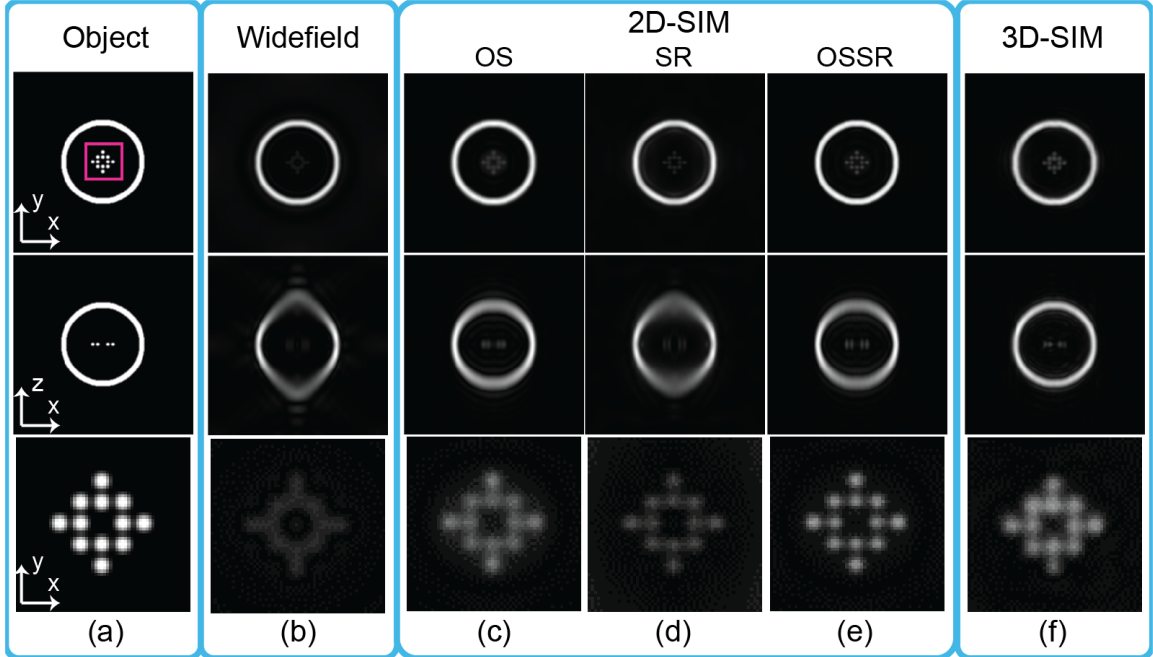 Object
Widefield
2D-SIM
OS
SR
OSSR
3D-SIM
y
x
z
x
y
x
(a)
(b)
(c)
(d)
(e)
(f)